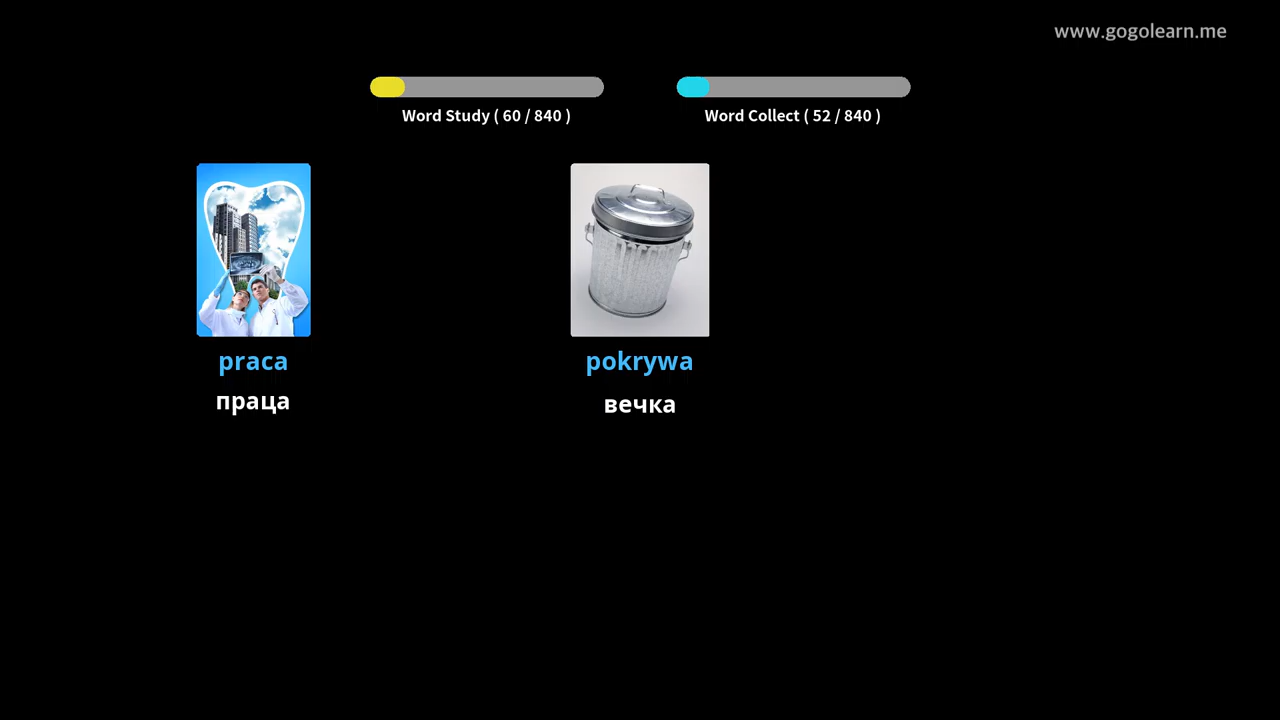 www.gogolearn.me
Word Study ( 60 / 840 )
Word Collect ( 52 / 840 )
praca
pokrywa
праца
вечка